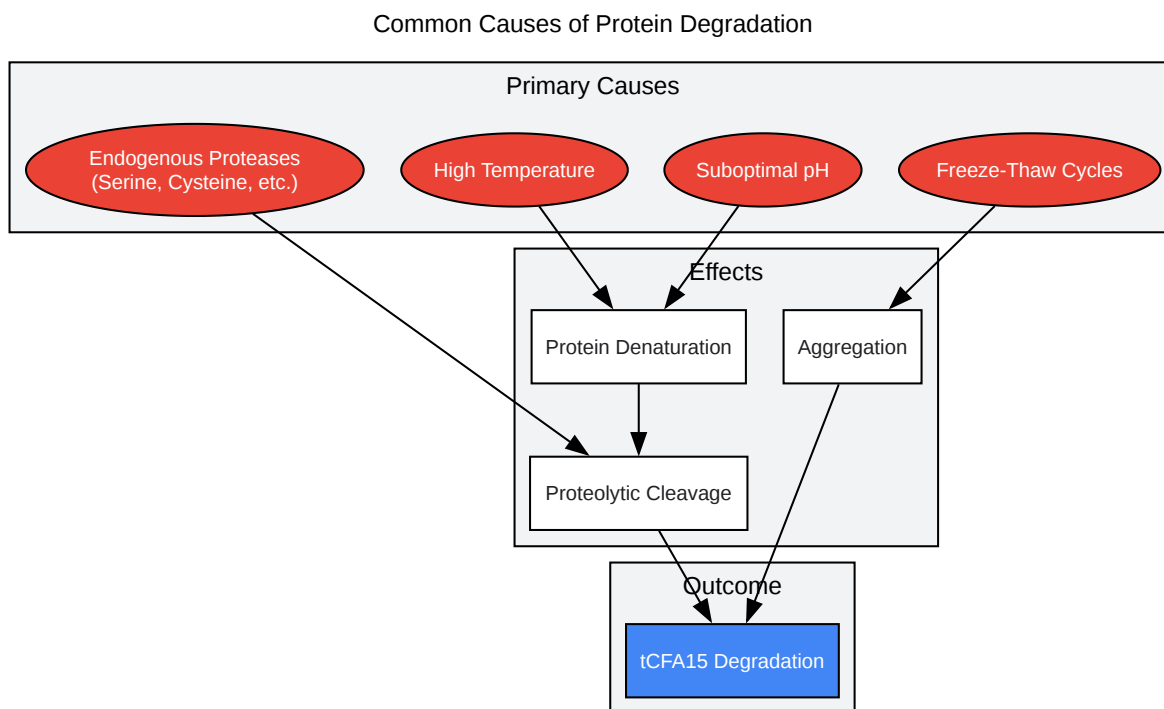 Common Causes of Protein Degradation
Primary Causes
Endogenous Proteases
(Serine, Cysteine, etc.)
High Temperature
Suboptimal pH
Freeze-Thaw Cycles
Effects
Protein Denaturation
Aggregation
Proteolytic Cleavage
Outcome
tCFA15 Degradation